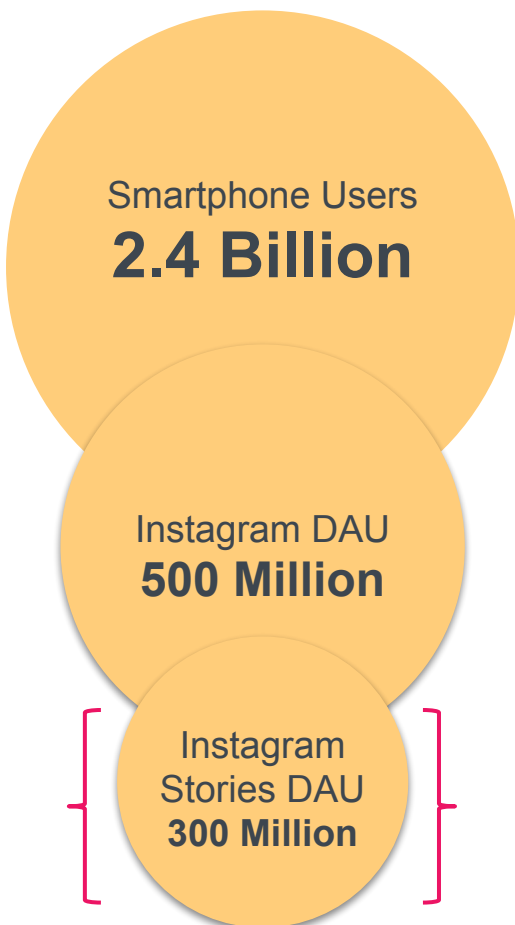 Smartphone Users
2.4 Billion
Instagram DAU
500 Million
Instagram
Stories DAU
300 Million